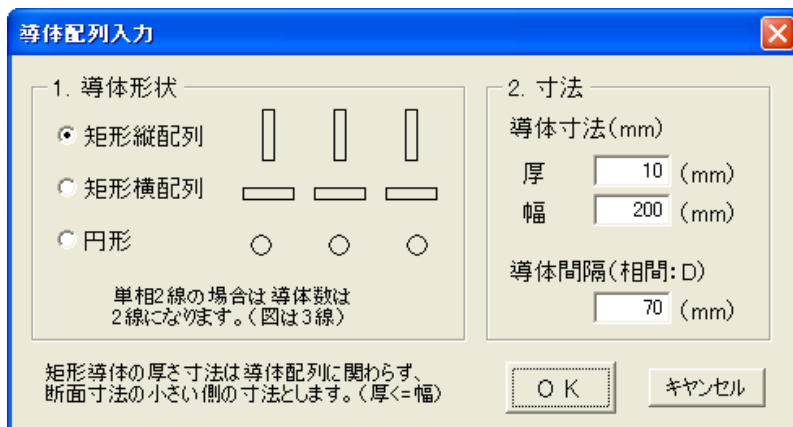 導体配列入力
1. 導体形状
矩形縦配列
矩形横配列
円形
単相2線の場合は導体数は
2線になります。(図は3線)
2. 寸法
導体寸法(mm)
厚 10 (mm)
幅 200 (mm)
導体間隔(相間:D)
70 (mm)
矩形導体の厚さ寸法は導体配列に関わらず、
断面寸法の小さい側の寸法とします。(厚<=幅)
OK キャンセル